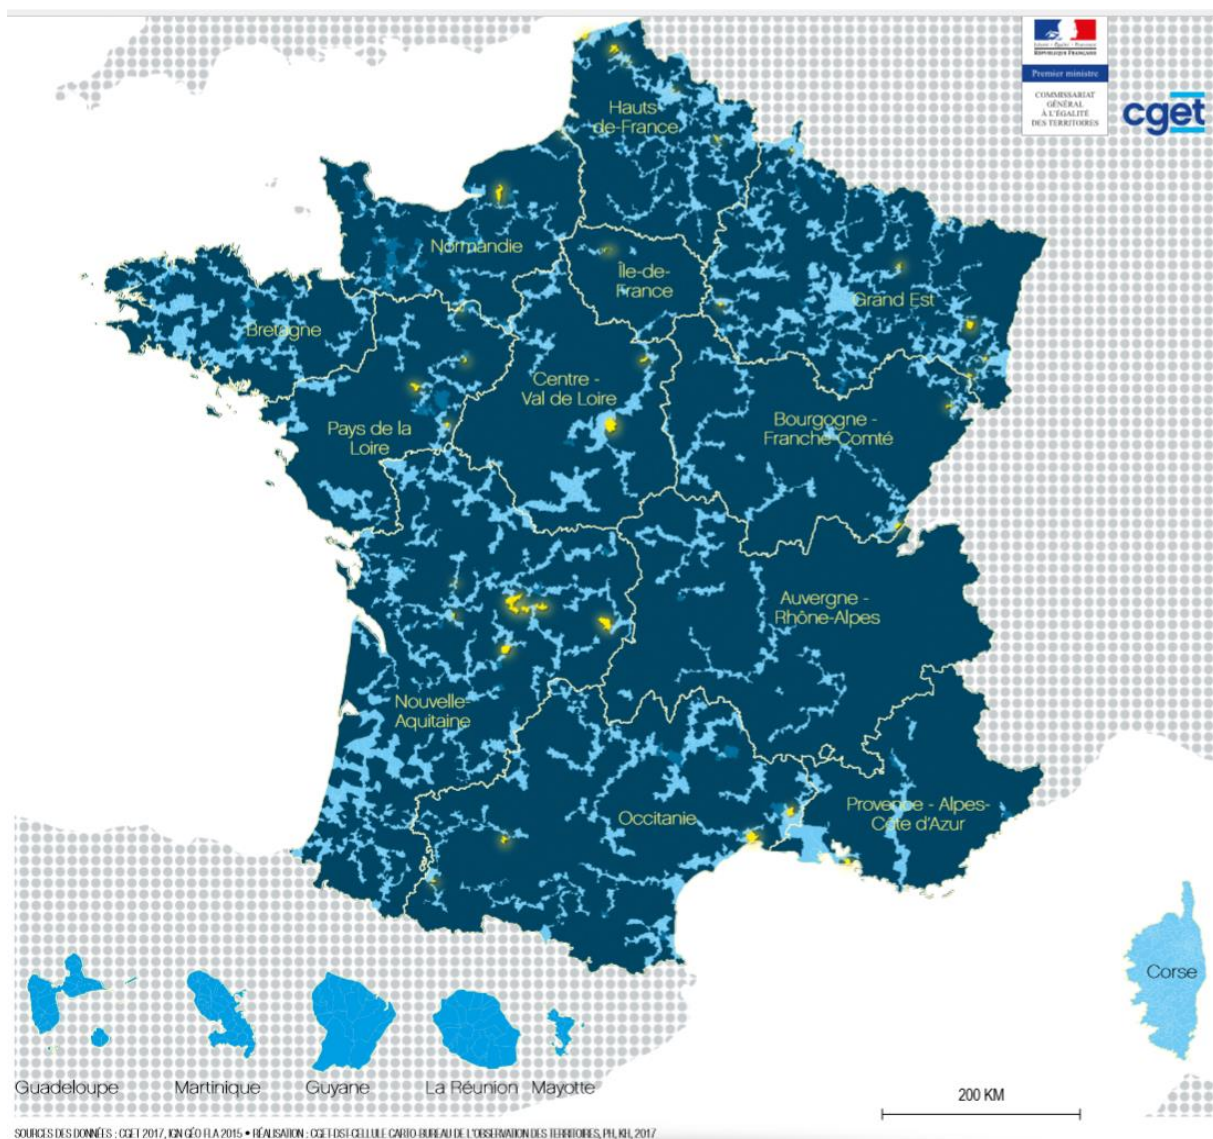 RÉPUBLIQUE FRANÇAISE
Premier ministre
COMMISSARIAT
GÉNÉRAL
À L'ÉGALITÉ
DES TERRITOIRES
cget
Hauts-
de-France
Normandie
Île-de-
France
Grand Est
Bretagne
Centre -
Val de Loire
Pays de la
Loire
Bourgogne -
Franche-Comté
Auvergne -
Rhône-Alpes
Nouvelle-
Aquitaine
Occitanie
Provence - Alpes-
Côte d'Azur
Corse
Guadeloupe
Martinique
Guyane
La Réunion
Mayotte
200 KM
SOURCES DES DONNÉES : CGET 2017, IGN GÉO FLA 2015 • RÉALISATION : CGET-DST-CELLULE CARTO-BUREAU DE L'OBSERVATION DES TERRITOIRES, PH, KH, 2017